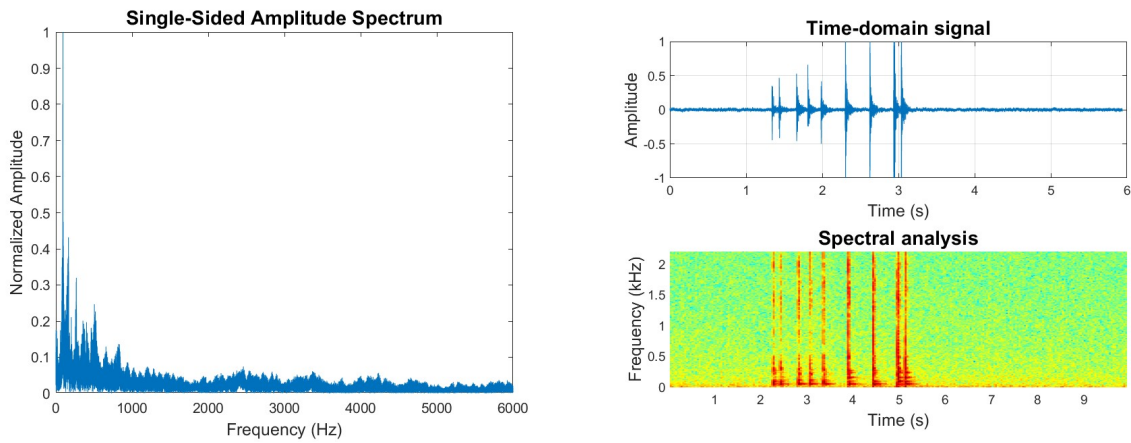 Single-Sided Amplitude Spectrum
Normalized Amplitude
1
0.9
0.8
0.7
0.6
0.5
0.4
0.3
0.2
0.1
0
0 1000 2000 3000 4000 5000 6000
Frequency (Hz)
Time-domain signal
Amplitude
1
0.5
0
-0.5
-1
0 1 2 3 4 5 6
Time (s)
Spectral analysis
Frequency (kHz)
2
1.5
1
0.5
0
1 2 3 4 5 6 7 8 9
Time (s)